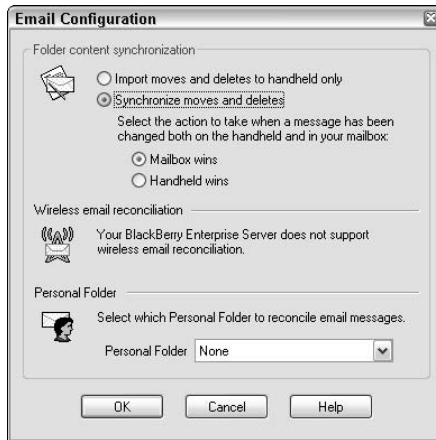 Email Configuration
Folder content synchronization
Import moves and deletes to handheld only
Synchronize moves and deletes
Select the action to take when a message has been
changed both on the handheld and in your mailbox:
Mailbox wins
Handheld wins
Wireless email reconciliation
Your BlackBerry Enterprise Server does not support
wireless email reconciliation.
Personal Folder
Select which Personal Folder to reconcile email messages.
Personal Folder None
OK Cancel Help